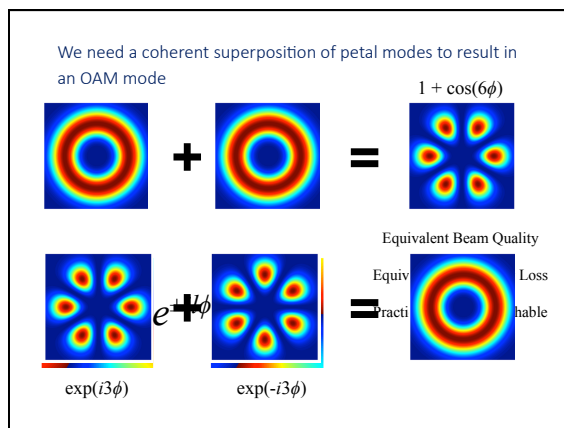 We need a coherent superposition of petal modes to result in
an OAM mode
1 + cos(6ϕ)
+ =
Equivalent Beam Quality
Loss
+ =
exp(i3ϕ) exp(-i3ϕ)